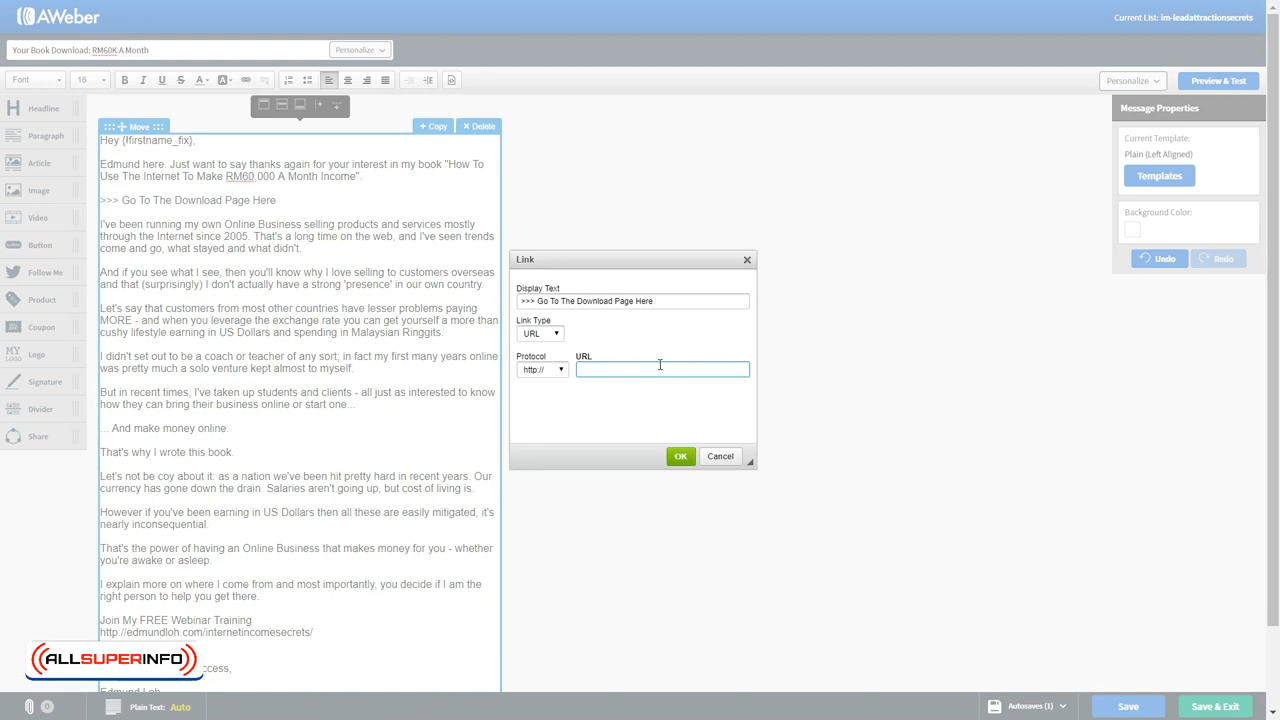 AWeber
Current List: im-leadattractionsecrets
Your Book Download: RM60K A Month
Personalize
Font
16
B I U S A A
Personalize
Preview & Test
Headline
Paragraph
Article
Image
Video
Button
Follow Me
Product
Coupon
Logo
Signature
Divider
Share
Move
+ Copy
× Delete
Hey {!firstname_fix},
Edmund here. Just want to say thanks again for your interest in my book "How To
Use The Internet To Make RM60,000 A Month Income".
>>> Go To The Download Page Here
I've been running my own Online Business selling products and services mostly
through the Internet since 2005. That's a long time on the web, and I've seen trends
come and go, what stayed and what didn't.
And if you see what I see, then you'll know why I love selling to customers overseas
and that (surprisingly) I don't actually have a strong 'presence' in our own country.
Let's say that customers from most other countries have lesser problems paying
MORE - and when you leverage the exchange rate you can get yourself a more than
cushy lifestyle earning in US Dollars and spending in Malaysian Ringgits.
I didn't set out to be a coach or teacher of any sort; in fact my first many years online
was pretty much a solo venture kept almost to myself.
But in recent times, I've taken up students and clients - all just as interested to know
how they can bring their business online or start one...
... And make money online.
That's why I wrote this book.
Let's not be coy about it: as a nation we've been hit pretty hard in recent years. Our
currency has gone down the drain. Salaries aren't going up, but cost of living is.
However if you've been earning in US Dollars then all these are easily mitigated, it's
nearly inconsequential.
That's the power of having an Online Business that makes money for you - whether
you're awake or asleep.
I explain more on where I come from and most importantly, you decide if I am the
right person to help you get there.
Join My FREE Webinar Training
http://edmundloh.com/internetincomesecrets/
ccess,
Edmund Loh
Link
Display Text
>>> Go To The Download Page Here
Link Type
URL
Protocol URL
http://
OK
Cancel
Message Properties
Current Template:
Plain (Left Aligned)
Templates
Background Color:
Undo
Redo
ALLSUPERINFO
0
Plain Text: Auto
Autosaves (1)
Save
Save & Exit